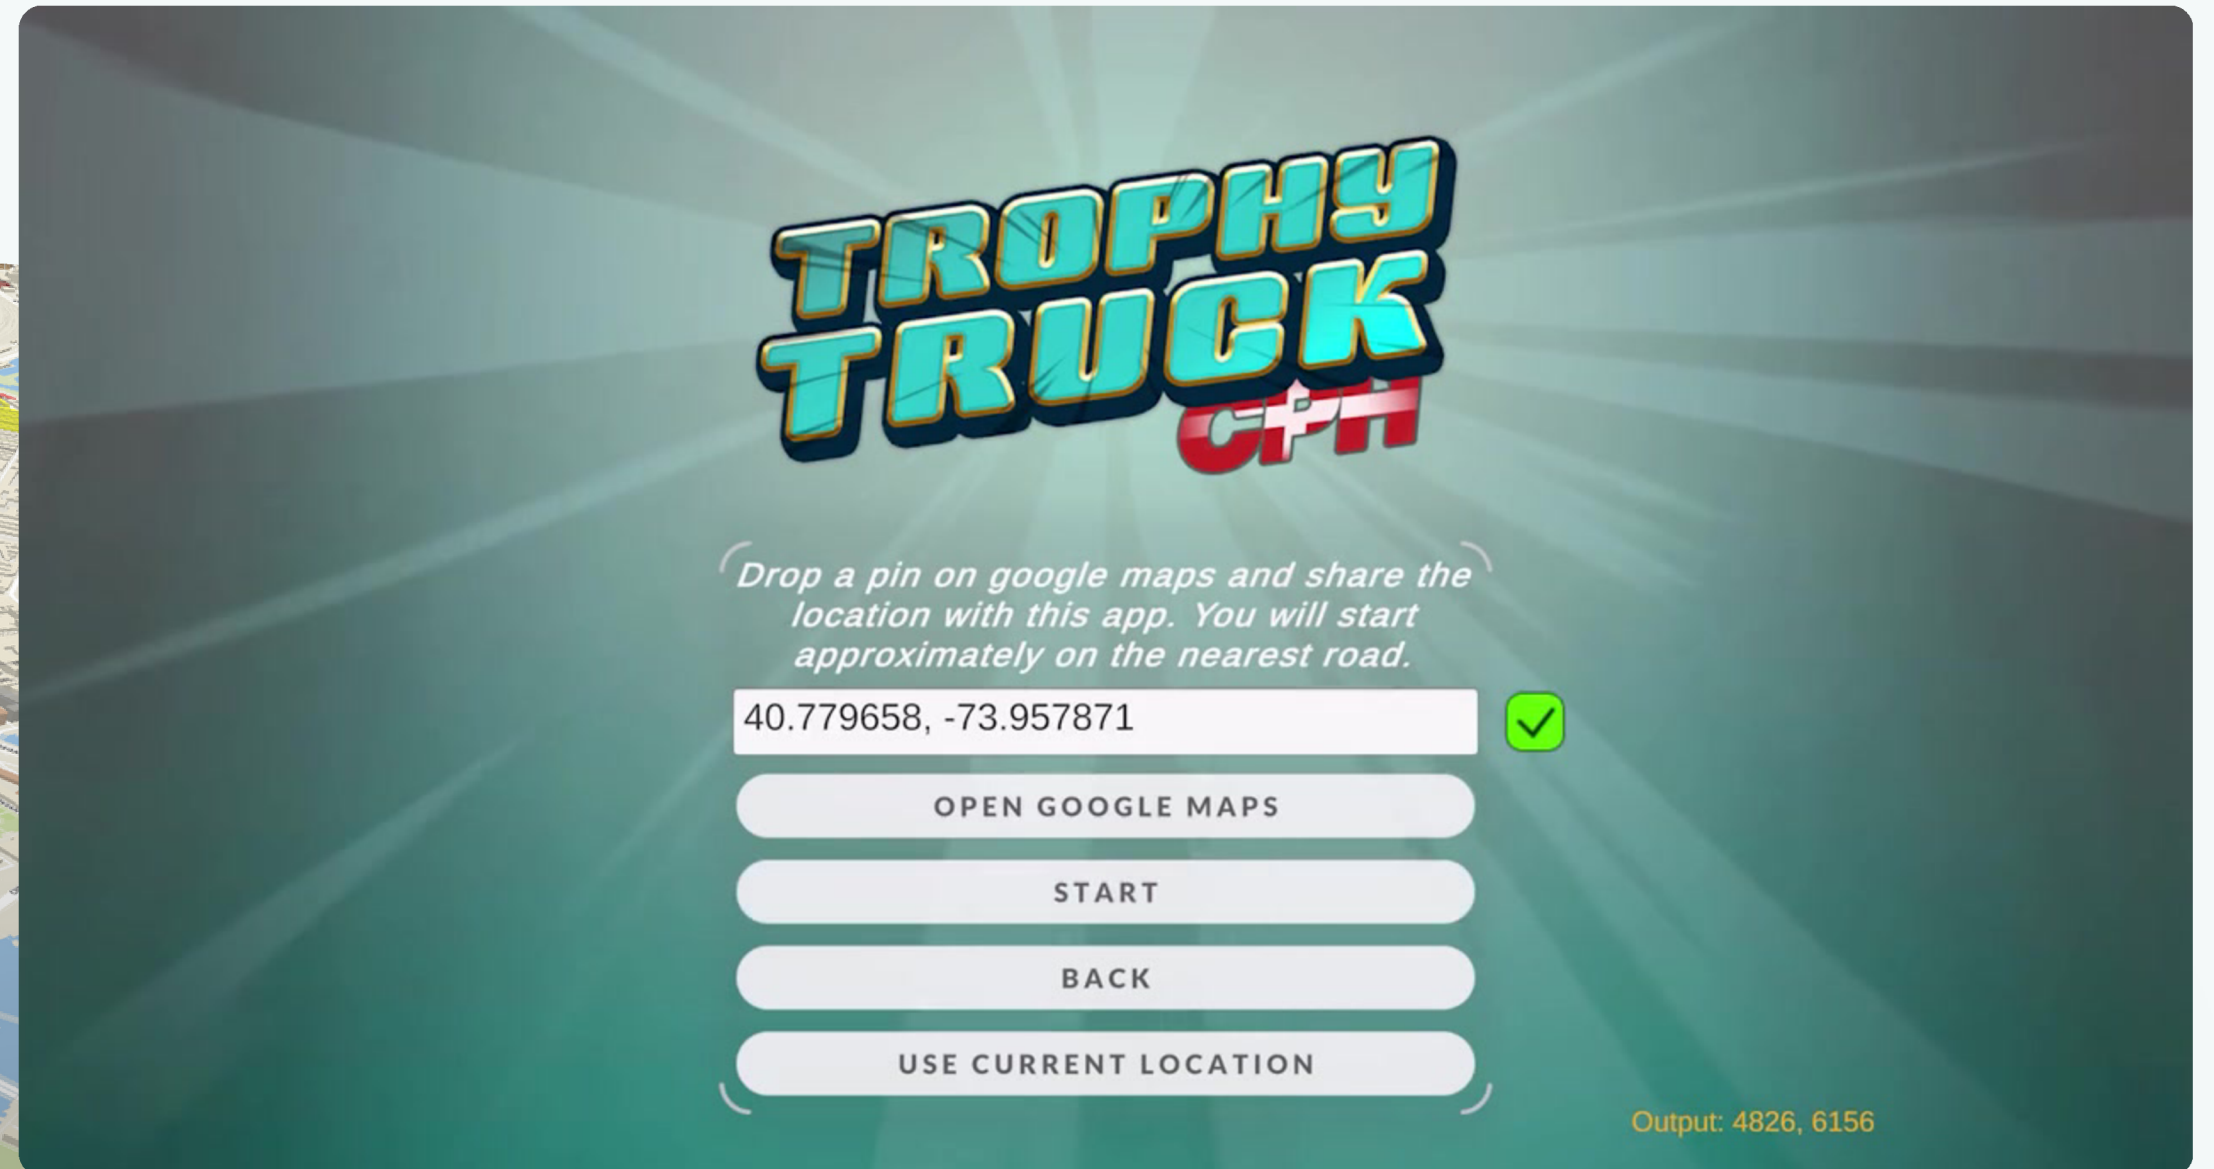 TROPHY
TRUCK
CPH
Drop a pin on google maps and share the
location with this app. You will start
approximately on the nearest road.
40.779658, -73.957871
OPEN GOOGLE MAPS
START
BACK
USE CURRENT LOCATION
Output: 4826, 6156